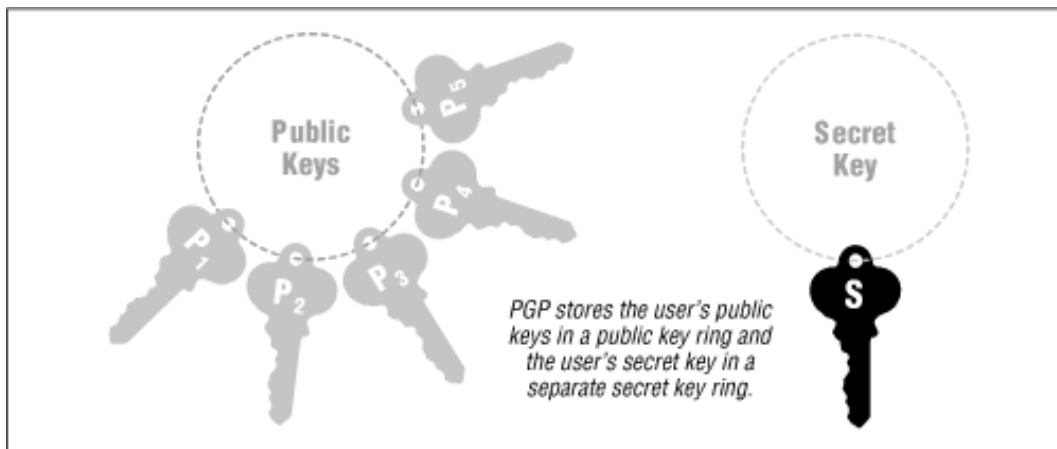 Public
Keys
P5
P4
P1
P2
P3
Secret
Key
S
PGP stores the user's public
keys in a public key ring and
the user's secret key in a
separate secret key ring.